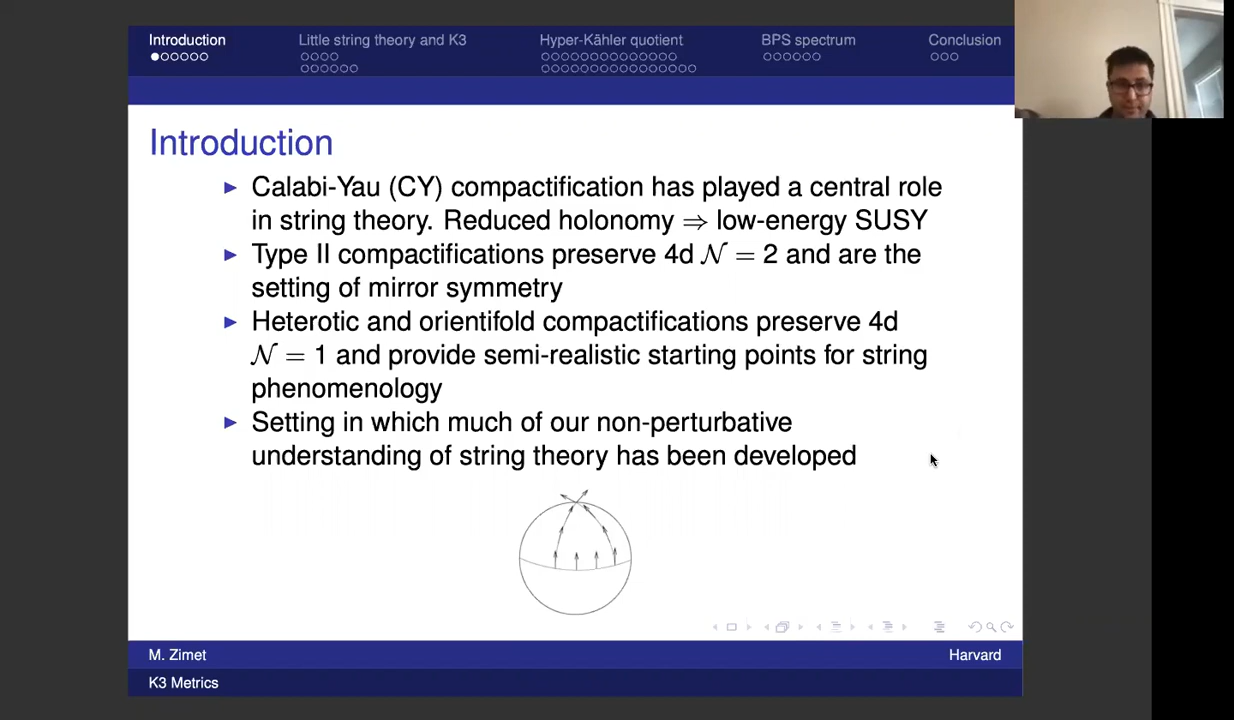 Introduction
Little string theory and K3
Hyper-Kähler quotient
BPS spectrum
Conclusion
Introduction
► Calabi-Yau (CY) compactification has played a central role
in string theory. Reduced holonomy ⇒ low-energy SUSY
► Type II compactifications preserve 4d 𝒩 = 2 and are the
setting of mirror symmetry
► Heterotic and orientifold compactifications preserve 4d
𝒩 = 1 and provide semi-realistic starting points for string
phenomenology
► Setting in which much of our non-perturbative
understanding of string theory has been developed
M. Zimet
Harvard
K3 Metrics